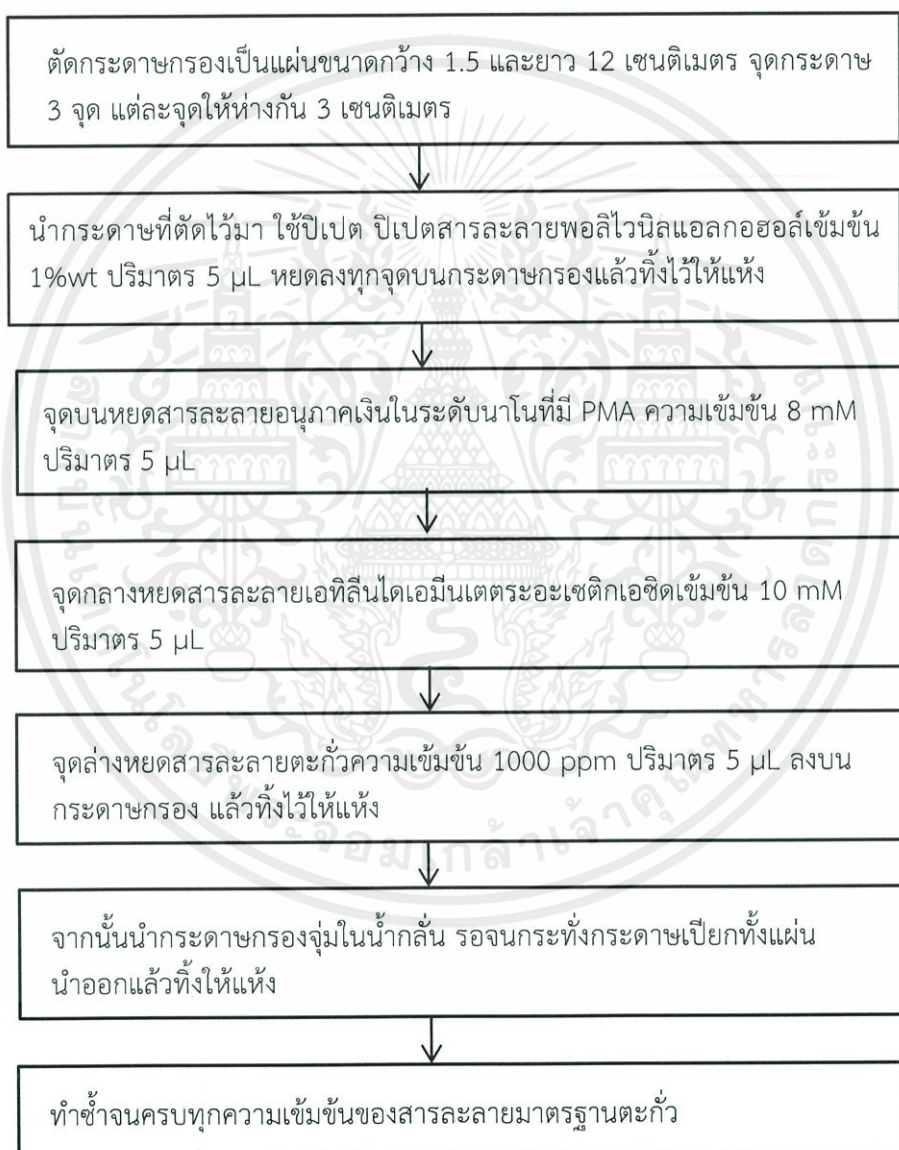 ตัดกระดาษกรองเป็นแผ่นขนาดกว้าง 1.5 และยาว 12 เซนติเมตร จุดกระดาษ
3 จุด แต่ละจุดให้ห่างกัน 3 เซนติเมตร
นำกระดาษที่ตัดไว้มา ใช้ปิเปต ปิเปตสารละลายพอลิไวนิลแอลกอฮอล์เข้มข้น
1%wt ปริมาตร 5 µL หยดลงทุกจุดบนกระดาษกรองแล้วทิ้งไว้ให้แห้ง
จุดบนหยดสารละลายอนุภาคเงินในระดับนาโนที่มี PMA ความเข้มข้น 8 mM
ปริมาตร 5 µL
จุดกลางหยดสารละลายเอทิลีนไดเอมีนเตตระอะเซติกเอซิดเข้มข้น 10 mM
ปริมาตร 5 µL
จุดล่างหยดสารละลายตะกั่วความเข้มข้น 1000 ppm ปริมาตร 5 µL ลงบน
กระดาษกรอง แล้วทิ้งไว้ให้แห้ง
จากนั้นนำกระดาษกรองจุ่มในน้ำกลั่น รอจนกระทั่งกระดาษเปียกทั้งแผ่น
นำออกแล้วทิ้งให้แห้ง
ทำซ้ำจนครบทุกความเข้มข้นของสารละลายมาตรฐานตะกั่ว